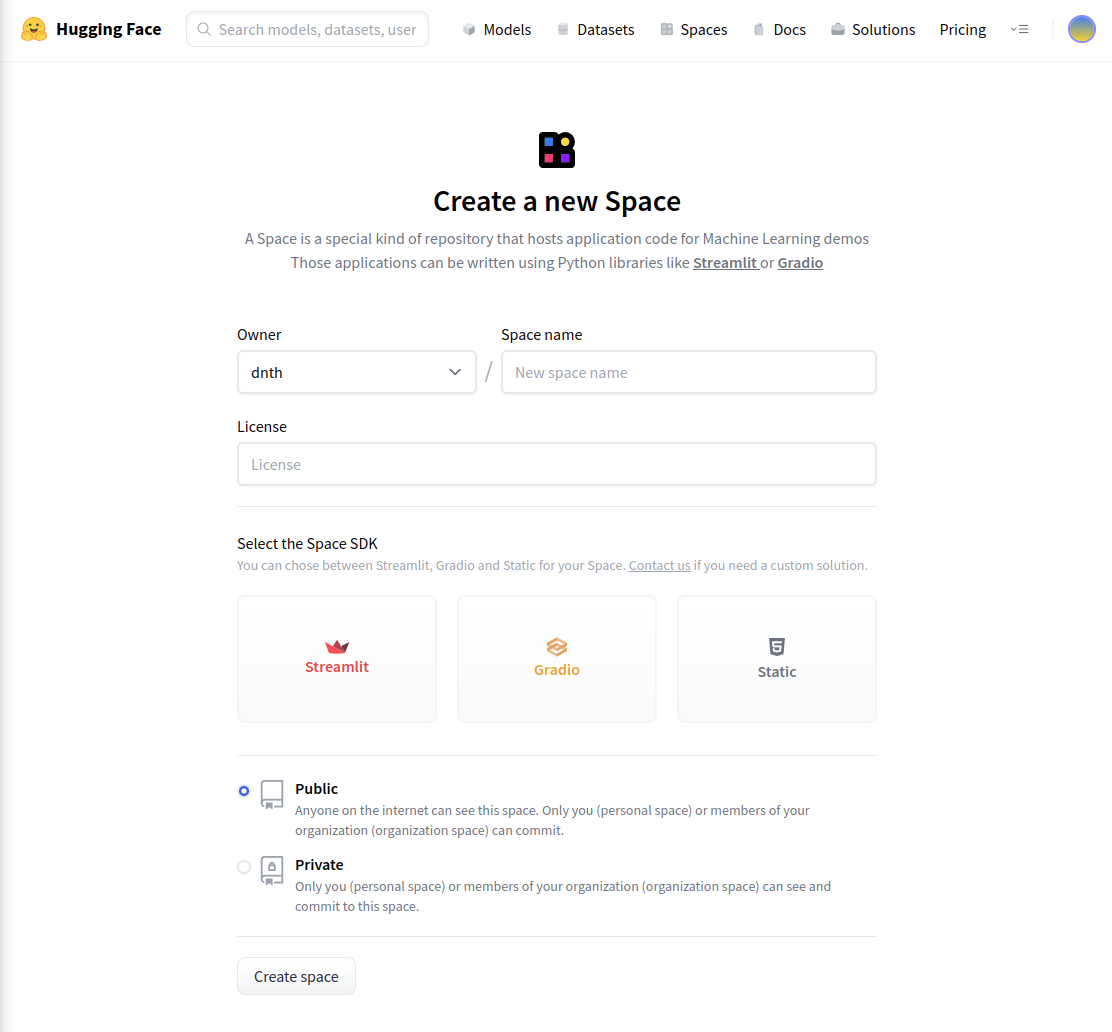 Hugging Face
Search models, datasets, user
Models
Datasets
Spaces
Docs
Solutions
Pricing
Create a new Space
A Space is a special kind of repository that hosts application code for Machine Learning demos
Those applications can be written using Python libraries like Streamlit or Gradio
Owner
Space name
dnth
/
New space name
License
License
Select the Space SDK
You can chose between Streamlit, Gradio and Static for your Space. Contact us if you need a custom solution.
Streamlit
Gradio
Static
Public
Anyone on the internet can see this space. Only you (personal space) or members of your
organization (organization space) can commit.
Private
Only you (personal space) or members of your organization (organization space) can see and
commit to this space.
Create space